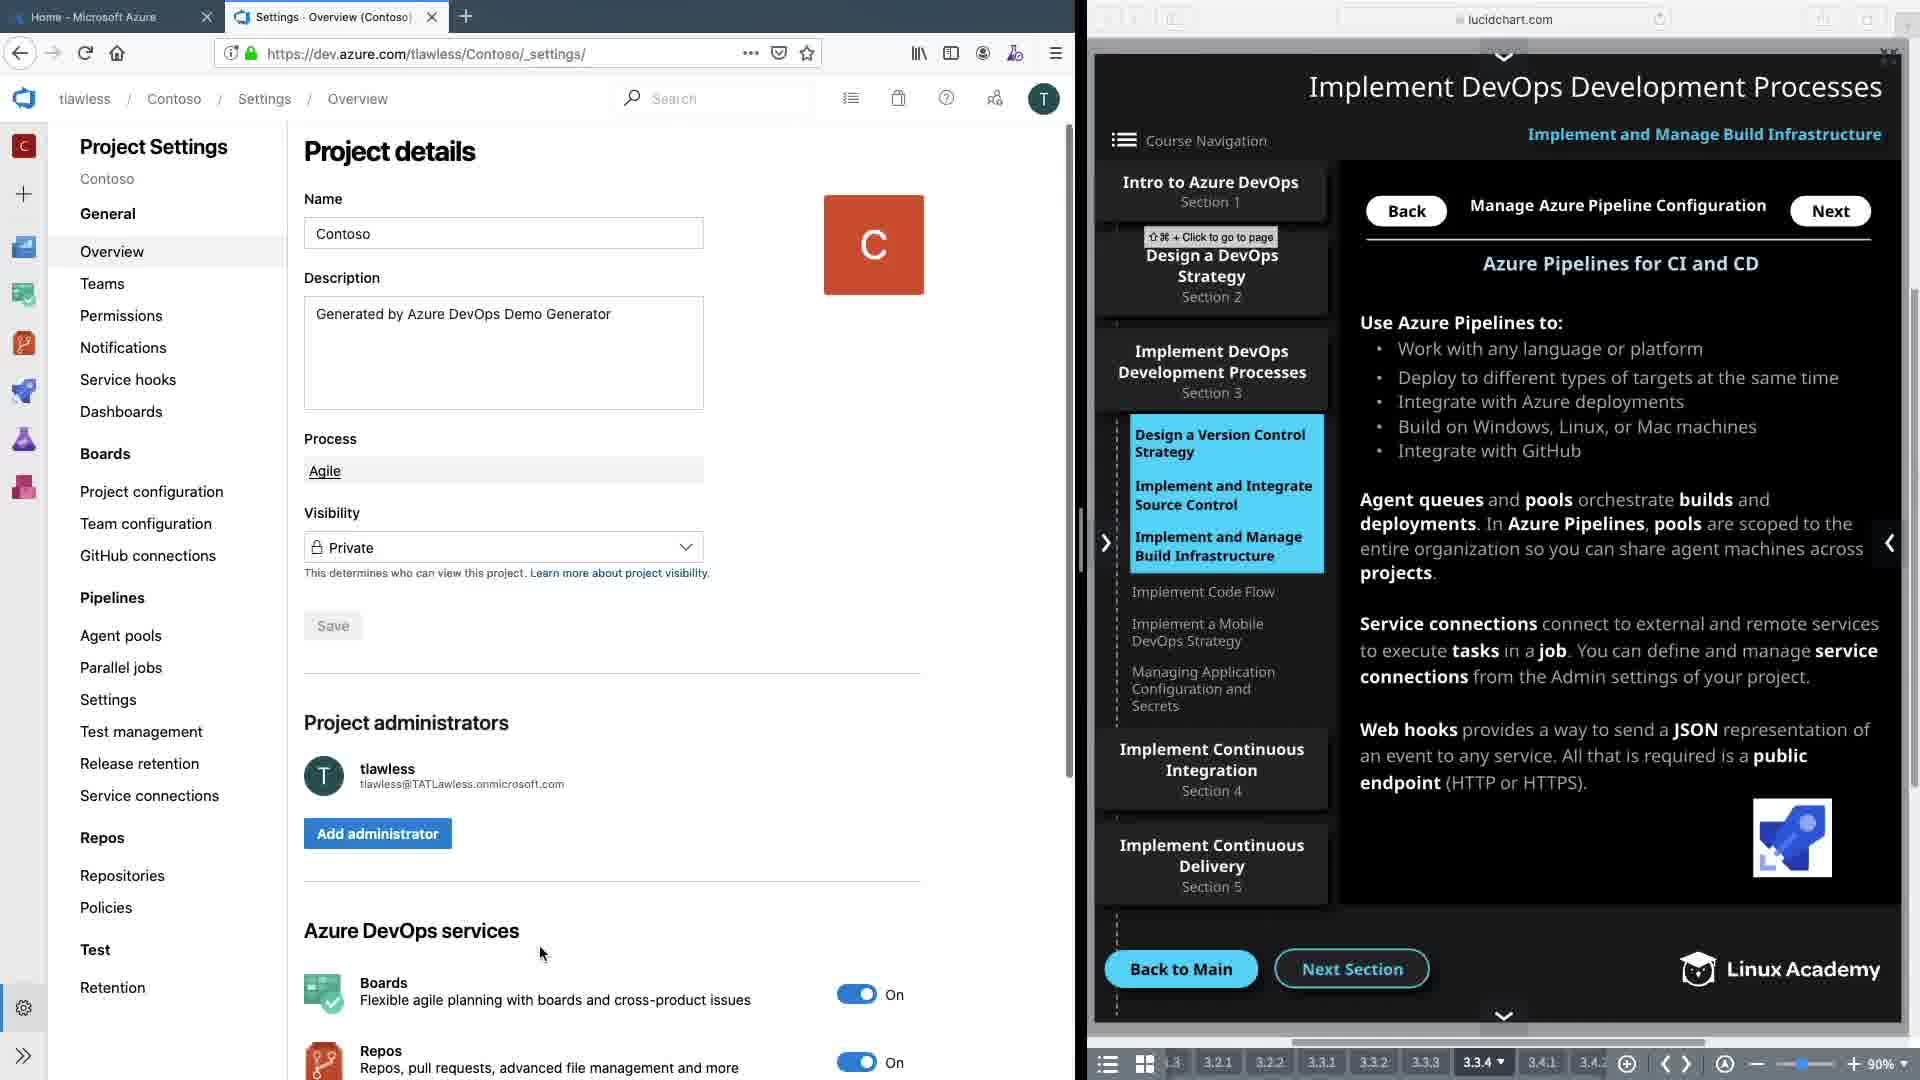 Home - Microsoft Azure
Settings · Overview (Contoso)
https://dev.azure.com/tlawless/Contoso/_settings/
tlawless / Contoso / Settings / Overview
Search
T
C
Project Settings
Contoso
General
Overview
Teams
Permissions
Notifications
Service hooks
Dashboards
Boards
Project configuration
Team configuration
GitHub connections
Pipelines
Agent pools
Parallel jobs
Settings
Test management
Release retention
Service connections
Repos
Repositories
Policies
Test
Retention
Project details
Name
Contoso
C
Description
Generated by Azure DevOps Demo Generator
Process
Agile
Visibility
Private
This determines who can view this project. Learn more about project visibility.
Save
Project administrators
T
tlawless
tlawless@TATLawless.onmicrosoft.com
Add administrator
Azure DevOps services
Boards
Flexible agile planning with boards and cross-product issues
On
Repos
Repos, pull requests, advanced file management and more
On
lucidchart.com
Implement DevOps Development Processes
Course Navigation
Implement and Manage Build Infrastructure
Intro to Azure DevOps
Section 1
⇧⌘ + Click to go to page
Design a DevOps
Strategy
Section 2
Implement DevOps
Development Processes
Section 3
Design a Version Control
Strategy
Implement and Integrate
Source Control
Implement and Manage
Build Infrastructure
Implement Code Flow
Implement a Mobile
DevOps Strategy
Managing Application
Configuration and
Secrets
Implement Continuous
Integration
Section 4
Implement Continuous
Delivery
Section 5
Back
Manage Azure Pipeline Configuration
Next
Azure Pipelines for CI and CD
Use Azure Pipelines to:
• Work with any language or platform
• Deploy to different types of targets at the same time
• Integrate with Azure deployments
• Build on Windows, Linux, or Mac machines
• Integrate with GitHub
Agent queues and pools orchestrate builds and
deployments. In Azure Pipelines, pools are scoped to the
entire organization so you can share agent machines across
projects.
Service connections connect to external and remote services
to execute tasks in a job. You can define and manage service
connections from the Admin settings of your project.
Web hooks provides a way to send a JSON representation of
an event to any service. All that is required is a public
endpoint (HTTP or HTTPS).
Back to Main
Next Section
Linux Academy
3.2.1 3.2.2 3.3.1 3.3.2 3.3.3 3.3.4 3.4.1
90%